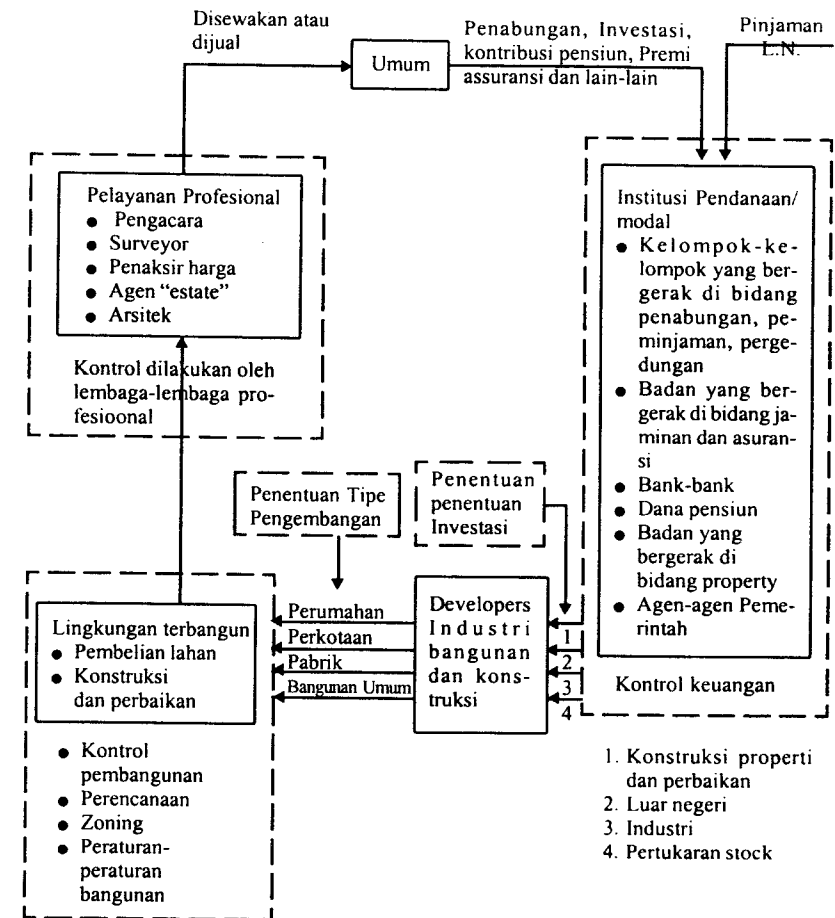 Disewakan atau
dijual
Umum
Penabungan, Investasi,
kontribusi pensiun, Premi
assuransi dan lain-lain
Pinjaman
L.N.
Pelayanan Profesional
● Pengacara
● Surveyor
● Penaksir harga
● Agen “estate”
● Arsitek
Kontrol dilakukan oleh
lembaga-lembaga pro-
fesioonal
Institusi Pendanaan/
modal
● Kelompok-ke-
lompok yang ber-
gerak di bidang
penabungan, pe-
minjaman, perge-
dungan
● Badan yang ber-
gerak di bidang ja-
minan dan asuran-
si
● Bank-bank
● Dana pensiun
● Badan yang
bergerak di
bidang property
● Agen-agen Peme-
rintah
Kontrol keuangan
Penentuan Tipe
Pengembangan
Penentuan
penentuan
Investasi
Lingkungan terbangun
● Pembelian lahan
● Konstruksi
dan perbaikan
● Kontrol
pembangunan
● Perencanaan
● Zoning
● Peraturan-
peraturan
bangunan
Perumahan
Perkotaan
Pabrik
Bangunan Umum
Developers
Industri
bangunan
dan kons-
truksi
1
2
3
4
1. Konstruksi properti
dan perbaikan
2. Luar negeri
3. Industri
4. Pertukaran stock